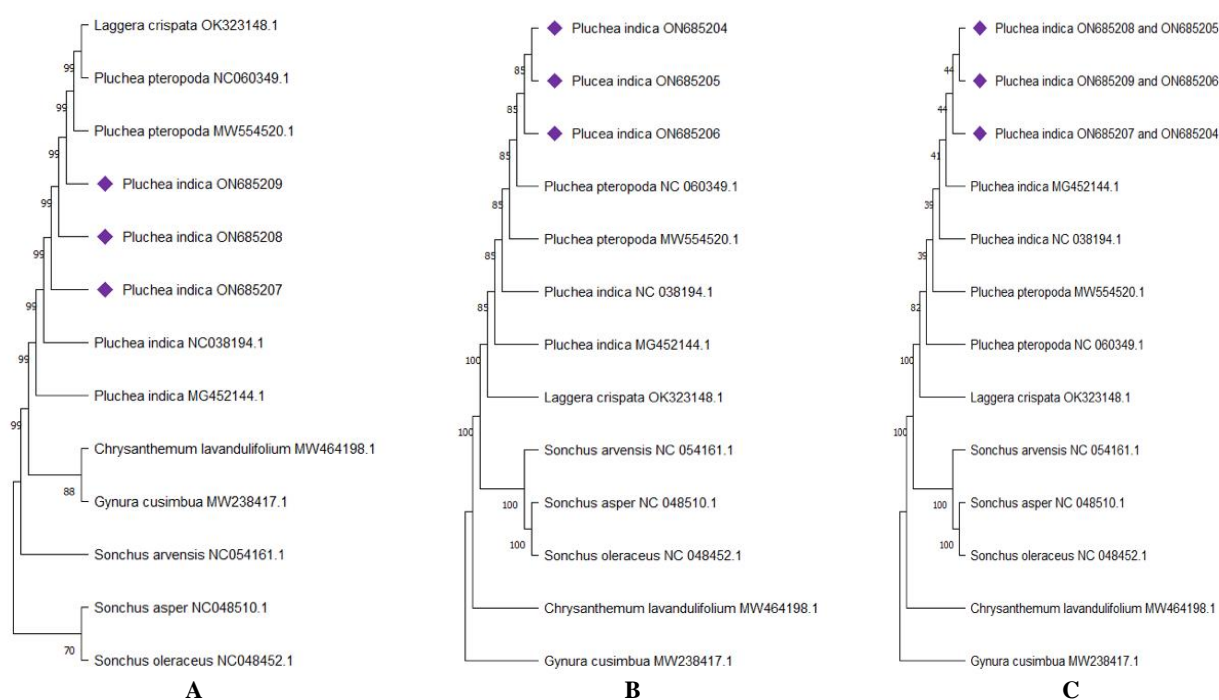 Laggera crispata OK323148.1
99
Pluchea pteropoda NC060349.1
99
Pluchea pteropoda MW554520.1
99
Pluchea indica ON685209
99
Pluchea indica ON685208
99
Pluchea indica ON685207
99
Pluchea indica NC038194.1
99
Pluchea indica MG452144.1
99
Chrysanthemum lavandulifolium MW464198.1
88
Gynura cusimbua MW238417.1
Sonchus arvensis NC054161.1
Sonchus asper NC048510.1
70
Sonchus oleraceus NC048452.1
A
Pluchea indica ON685204
85
Plucea indica ON685205
85
Plucea indica ON685206
85
Pluchea pteropoda NC 060349.1
85
Pluchea pteropoda MW554520.1
85
Pluchea indica NC 038194.1
85
Pluchea indica MG452144.1
100
Laggera crispata OK323148.1
100
Sonchus arvensis NC 054161.1
100
Sonchus asper NC 048510.1
100
Sonchus oleraceus NC 048452.1
Chrysanthemum lavandulifolium MW464198.1
Gynura cusimbua MW238417.1
B
Pluchea indica ON685208 and ON685205
44
Pluchea indica ON685209 and ON685206
44
Pluchea indica ON685207 and ON685204
41
Pluchea indica MG452144.1
39
Pluchea indica NC 038194.1
39
Pluchea pteropoda MW554520.1
82
Pluchea pteropoda NC 060349.1
100
Laggera crispata OK323148.1
100
Sonchus arvensis NC 054161.1
100
Sonchus asper NC 048510.1
100
Sonchus oleraceus NC 048452.1
Chrysanthemum lavandulifolium MW464198.1
Gynura cusimbua MW238417.1
C